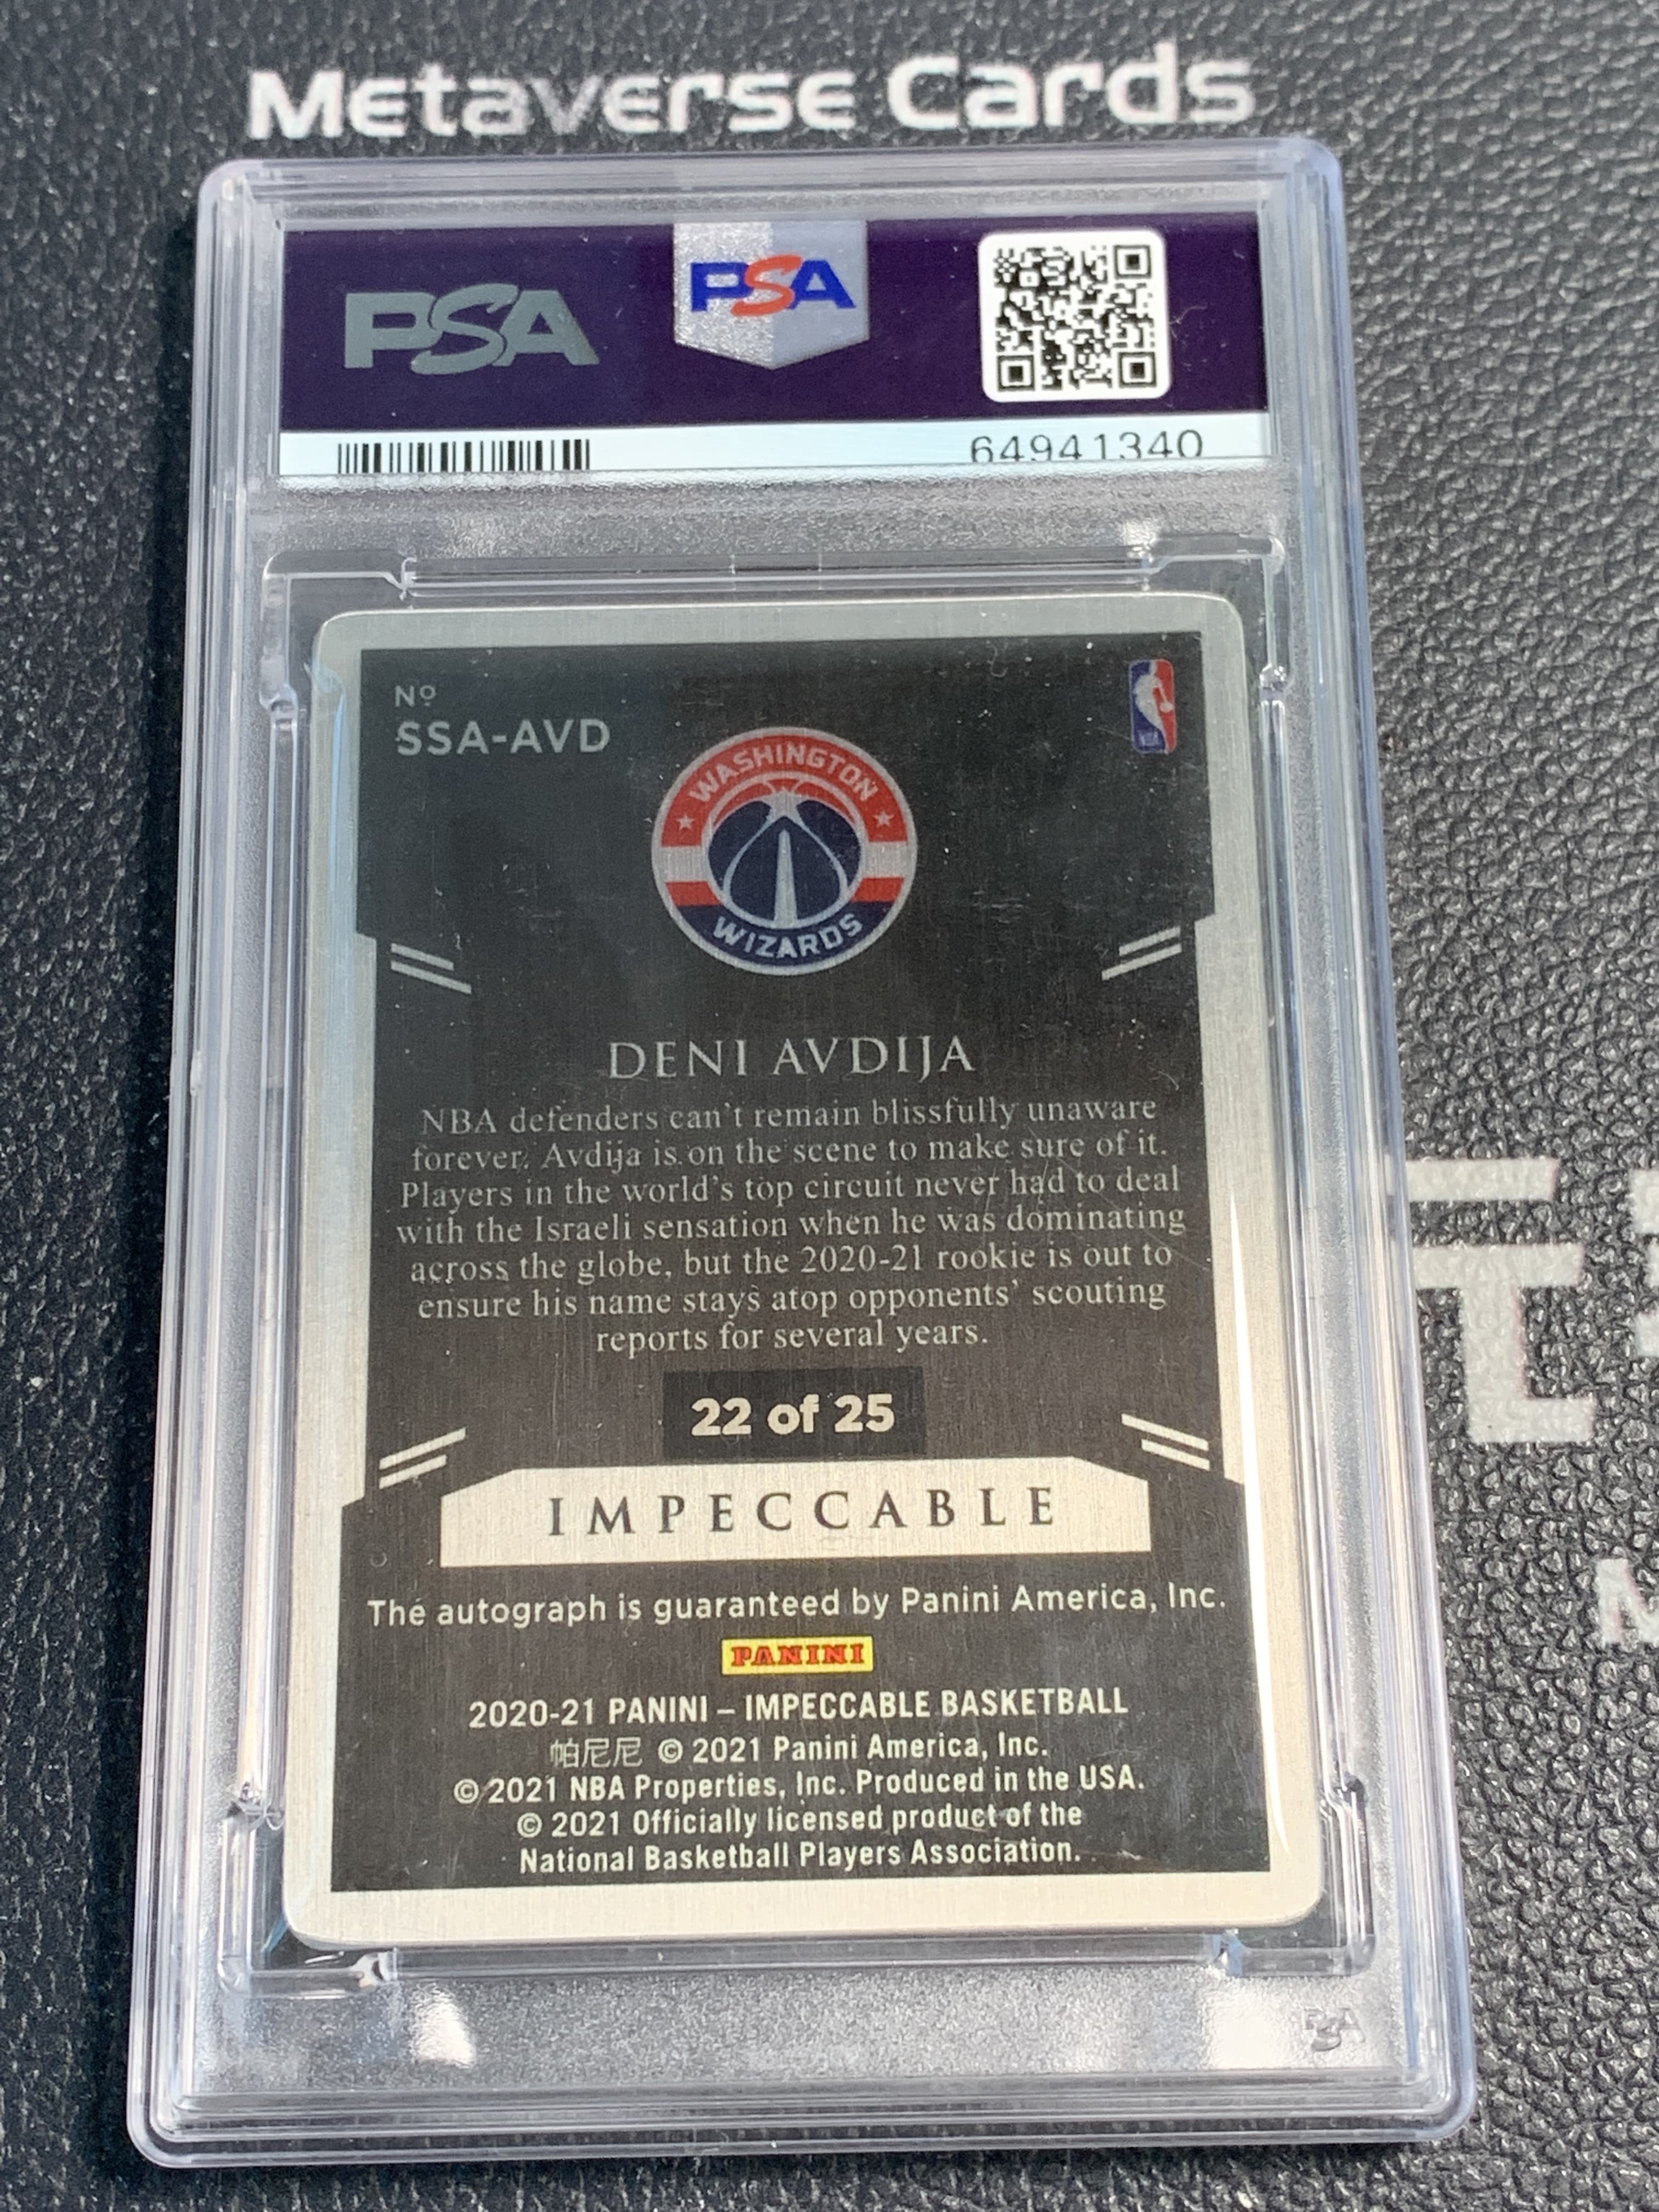 Metaverse Cards
PSA PSA
64941340
Nº
SSA-AVD
WASHINGTON
WIZARDS
DENI AVDIJA
NBA defenders can't remain blissfully unaware
forever. Avdija is on the scene to make sure of it.
Players in the world's top circuit never had to deal
with the Israeli sensation when he was dominating
across the globe, but the 2020-21 rookie is out to
ensure his name stays atop opponents' scouting
reports for several years.
22 of 25
IMPECCABLE
The autograph is guaranteed by Panini America, Inc.
PANINI
2020-21 PANINI – IMPECCABLE BASKETBALL
帕尼尼 © 2021 Panini America, Inc.
© 2021 NBA Properties, Inc. Produced in the USA.
© 2021 Officially licensed product of the
National Basketball Players Association.
PSA